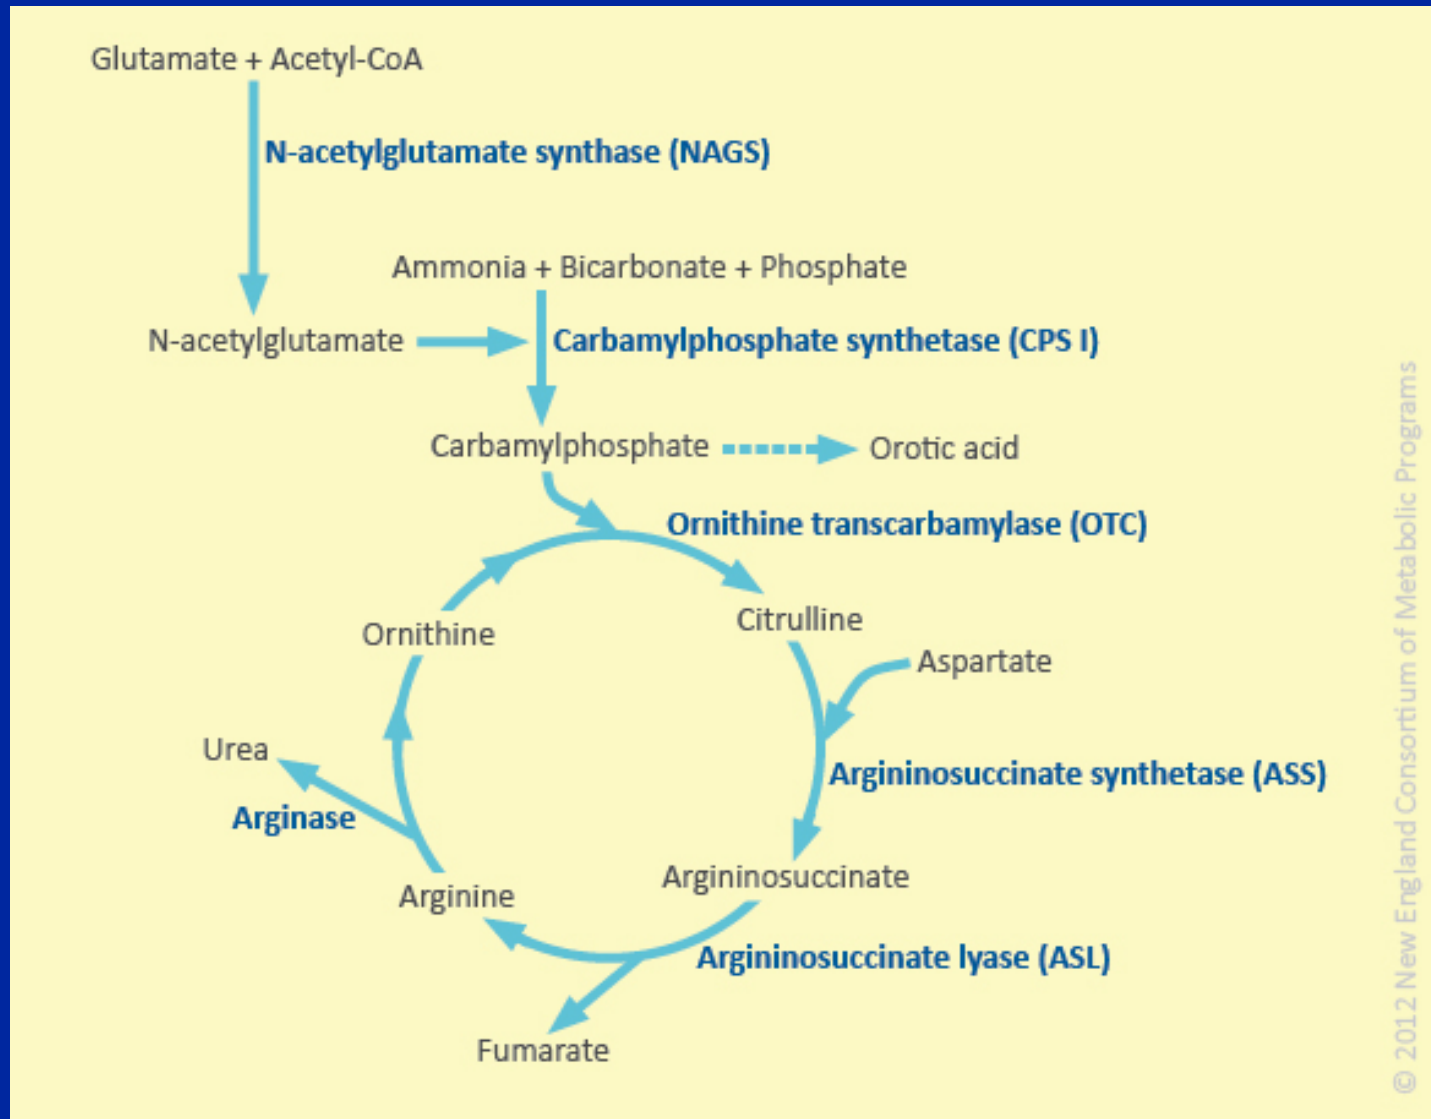 Glutamate + Acetyl-CoA
N-acetylglutamate synthase (NAGS)
Ammonia + Bicarbonate + Phosphate
N-acetylglutamate
Carbamylphosphate synthetase (CPS I)
Carbamylphosphate
Orotic acid
Ornithine transcarbamylase (OTC)
Ornithine
Citrulline
Aspartate
Urea
Argininosuccinate synthetase (ASS)
Arginase
Argininosuccinate
Arginine
Argininosuccinate lyase (ASL)
Fumarate
© 2012 New England Consortium of Metabolic Programs